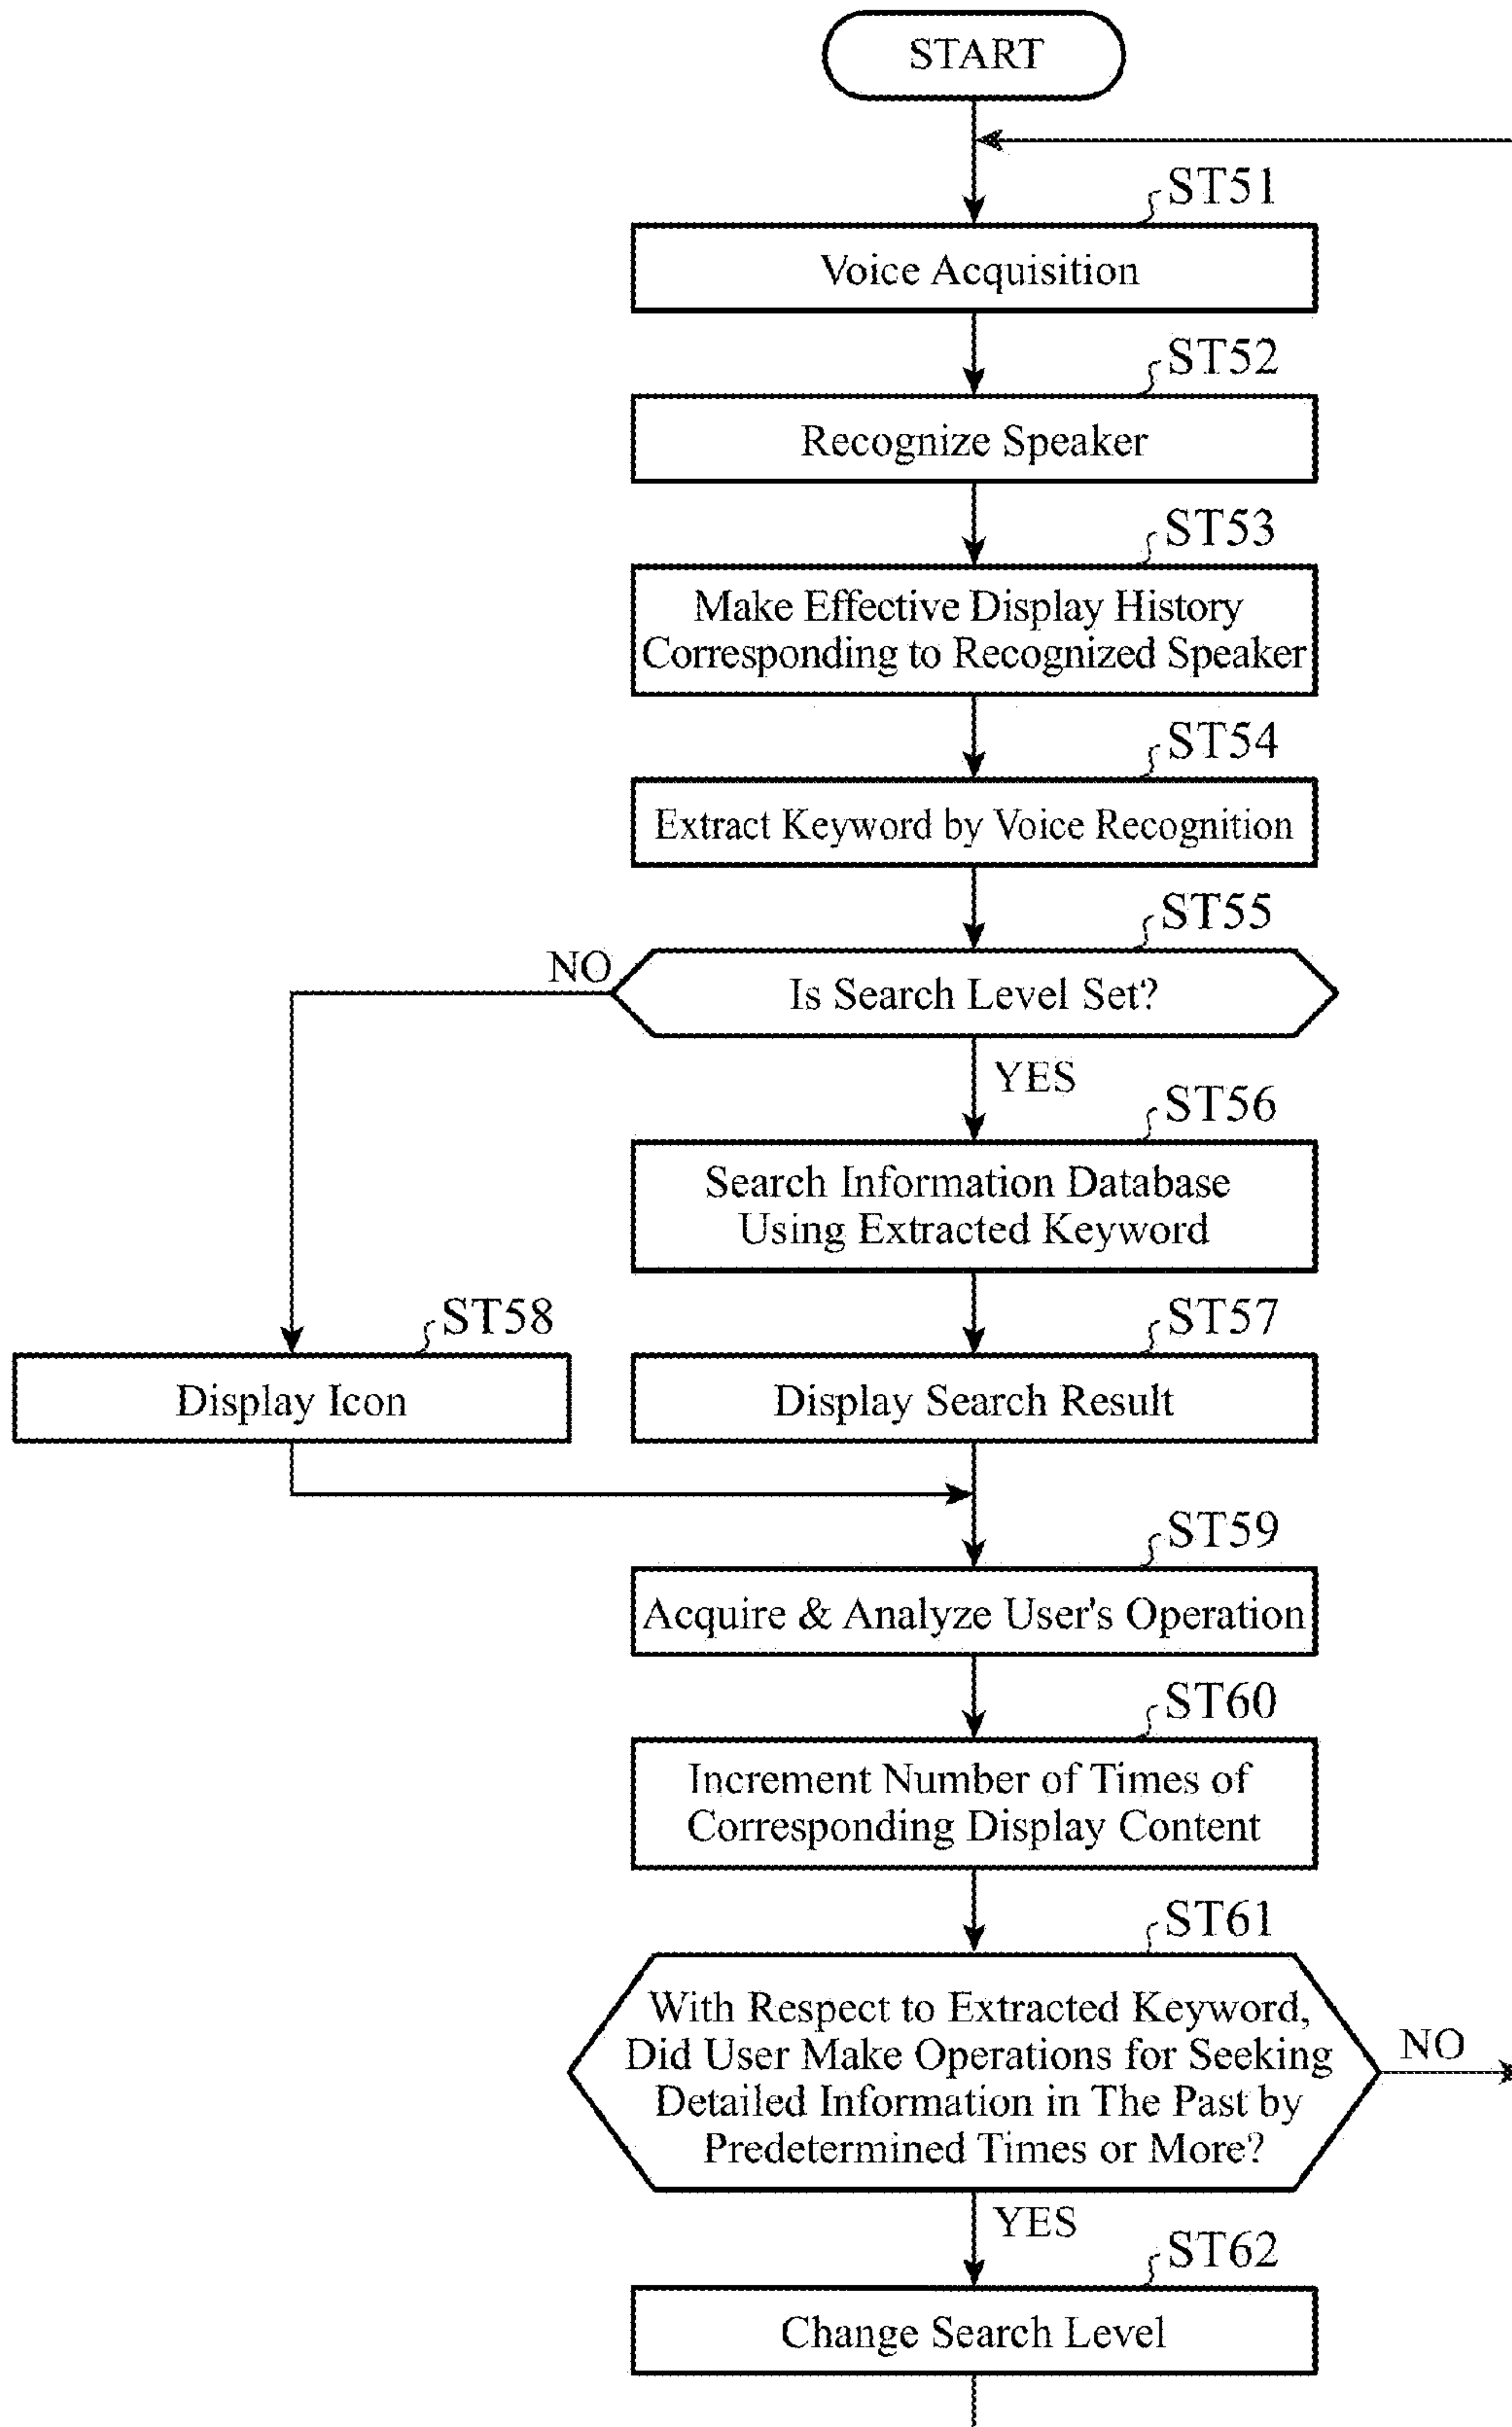 START
ST51
Voice Acquisition
ST52
Recognize Speaker
ST53
Make Effective Display History
Corresponding to Recognized Speaker
ST54
Extract Keyword by Voice Recognition
ST55
NO
Is Search Level Set?
YES
ST56
Search Information Database
Using Extracted Keyword
ST58
ST57
Display Icon
Display Search Result
ST59
Acquire & Analyze User's Operation
ST60
Increment Number of Times of
Corresponding Display Content
ST61
With Respect to Extracted Keyword,
Did User Make Operations for Seeking
Detailed Information in The Past by
Predetermined Times or More?
NO
YES
ST62
Change Search Level